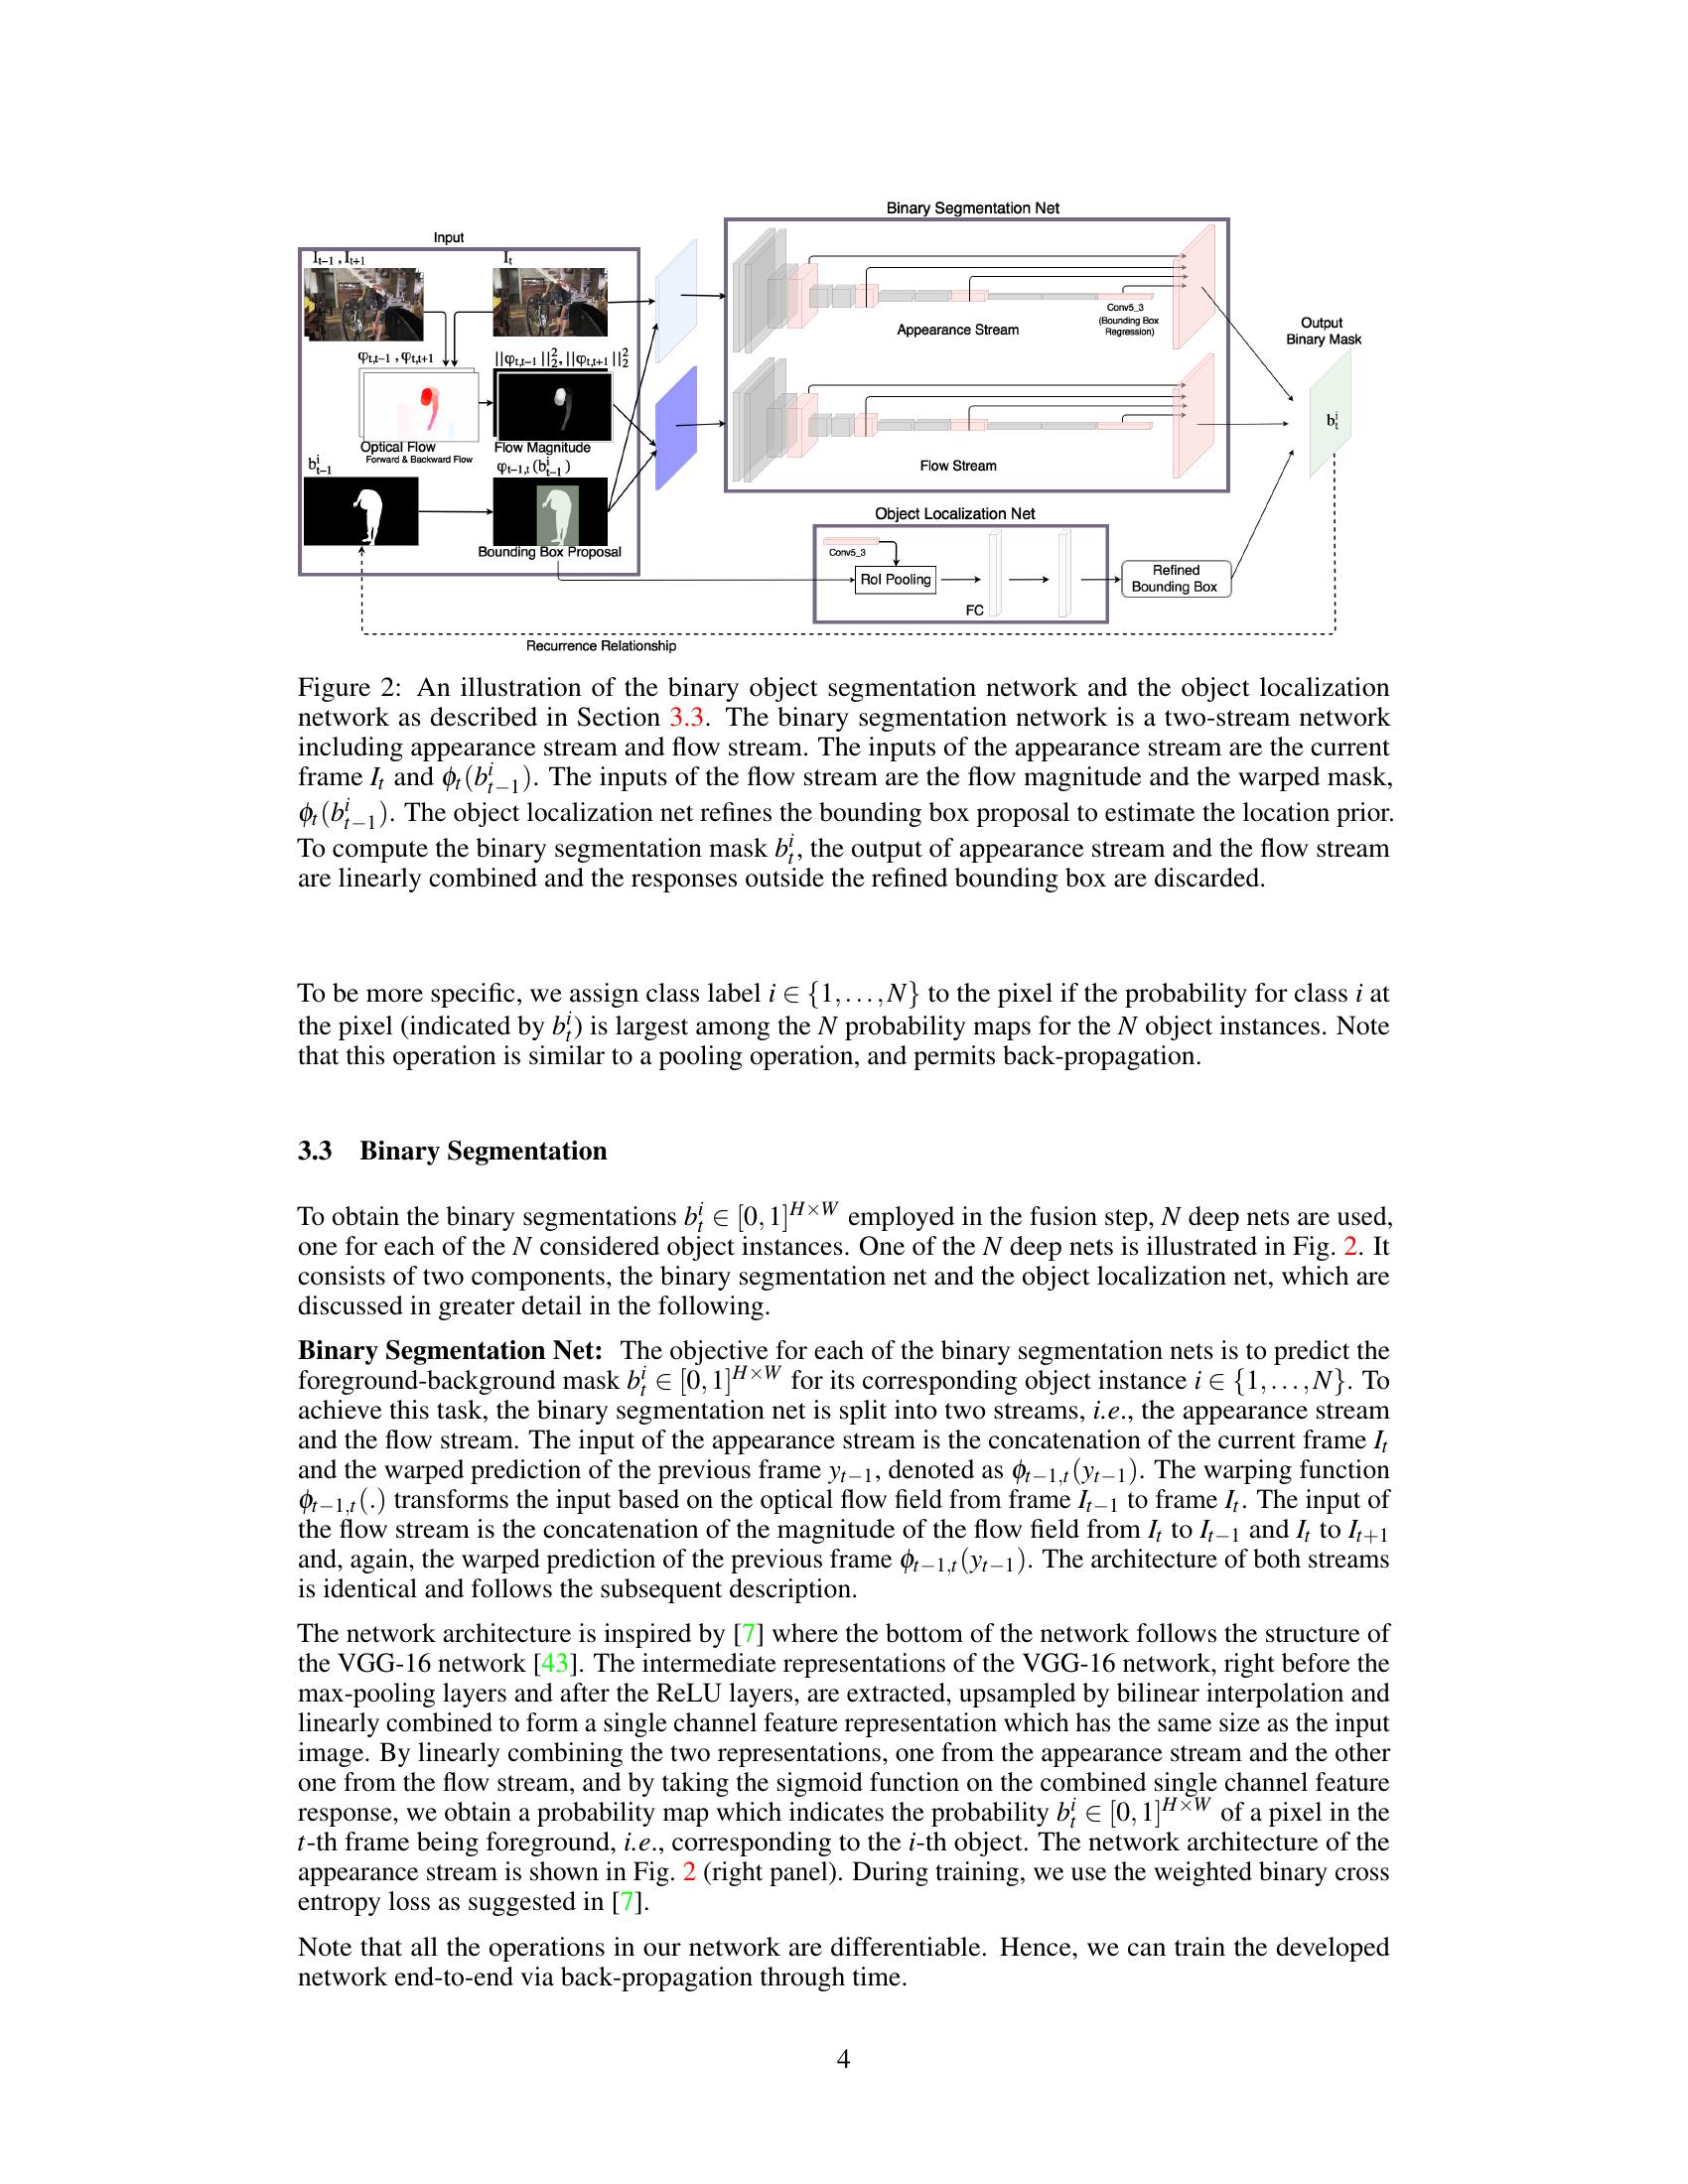 Binary Segmentation Net
Input
I_{t-1}, I_{t+1}
I_t
Conv5_3
(Bounding Box
Regression)
Appearance Stream
Output
Binary Mask
φ_{t,t-1}, φ_{t,t+1}
||φ_{t,t-1}||_2^2, ||φ_{t,t+1}||_2^2
b_t^i
Optical Flow
Forward & Backward Flow
Flow Magnitude
b_{t-1}^i
φ_{t-1,t}(b_{t-1}^i)
Flow Stream
Bounding Box Proposal
Object Localization Net
Conv5_3
RoI Pooling
FC
Refined
Bounding Box
Recurrence Relationship
Figure 2: An illustration of the binary object segmentation network and the object localization
network as described in Section 3.3. The binary segmentation network is a two-stream network
including appearance stream and flow stream. The inputs of the appearance stream are the current
frame I_t and ϕ_t(b_{t-1}^i). The inputs of the flow stream are the flow magnitude and the warped mask,
ϕ_t(b_{t-1}^i). The object localization net refines the bounding box proposal to estimate the location prior.
To compute the binary segmentation mask b_t^i, the output of appearance stream and the flow stream
are linearly combined and the responses outside the refined bounding box are discarded.
To be more specific, we assign class label i ∈ {1,...,N} to the pixel if the probability for class i at
the pixel (indicated by b_t^i) is largest among the N probability maps for the N object instances. Note
that this operation is similar to a pooling operation, and permits back-propagation.
3.3 Binary Segmentation
To obtain the binary segmentations b_t^i ∈ [0,1]^{H×W} employed in the fusion step, N deep nets are used,
one for each of the N considered object instances. One of the N deep nets is illustrated in Fig. 2. It
consists of two components, the binary segmentation net and the object localization net, which are
discussed in greater detail in the following.
Binary Segmentation Net: The objective for each of the binary segmentation nets is to predict the
foreground-background mask b_t^i ∈ [0,1]^{H×W} for its corresponding object instance i ∈ {1,...,N}. To
achieve this task, the binary segmentation net is split into two streams, i.e., the appearance stream
and the flow stream. The input of the appearance stream is the concatenation of the current frame I_t
and the warped prediction of the previous frame y_{t-1}, denoted as ϕ_{t-1,t}(y_{t-1}). The warping function
ϕ_{t-1,t}(.) transforms the input based on the optical flow field from frame I_{t-1} to frame I_t. The input of
the flow stream is the concatenation of the magnitude of the flow field from I_t to I_{t-1} and I_t to I_{t+1}
and, again, the warped prediction of the previous frame ϕ_{t-1,t}(y_{t-1}). The architecture of both streams
is identical and follows the subsequent description.
The network architecture is inspired by [7] where the bottom of the network follows the structure of
the VGG-16 network [43]. The intermediate representations of the VGG-16 network, right before the
max-pooling layers and after the ReLU layers, are extracted, upsampled by bilinear interpolation and
linearly combined to form a single channel feature representation which has the same size as the input
image. By linearly combining the two representations, one from the appearance stream and the other
one from the flow stream, and by taking the sigmoid function on the combined single channel feature
response, we obtain a probability map which indicates the probability b_t^i ∈ [0,1]^{H×W} of a pixel in the
t-th frame being foreground, i.e., corresponding to the i-th object. The network architecture of the
appearance stream is shown in Fig. 2 (right panel). During training, we use the weighted binary cross
entropy loss as suggested in [7].
Note that all the operations in our network are differentiable. Hence, we can train the developed
network end-to-end via back-propagation through time.
4